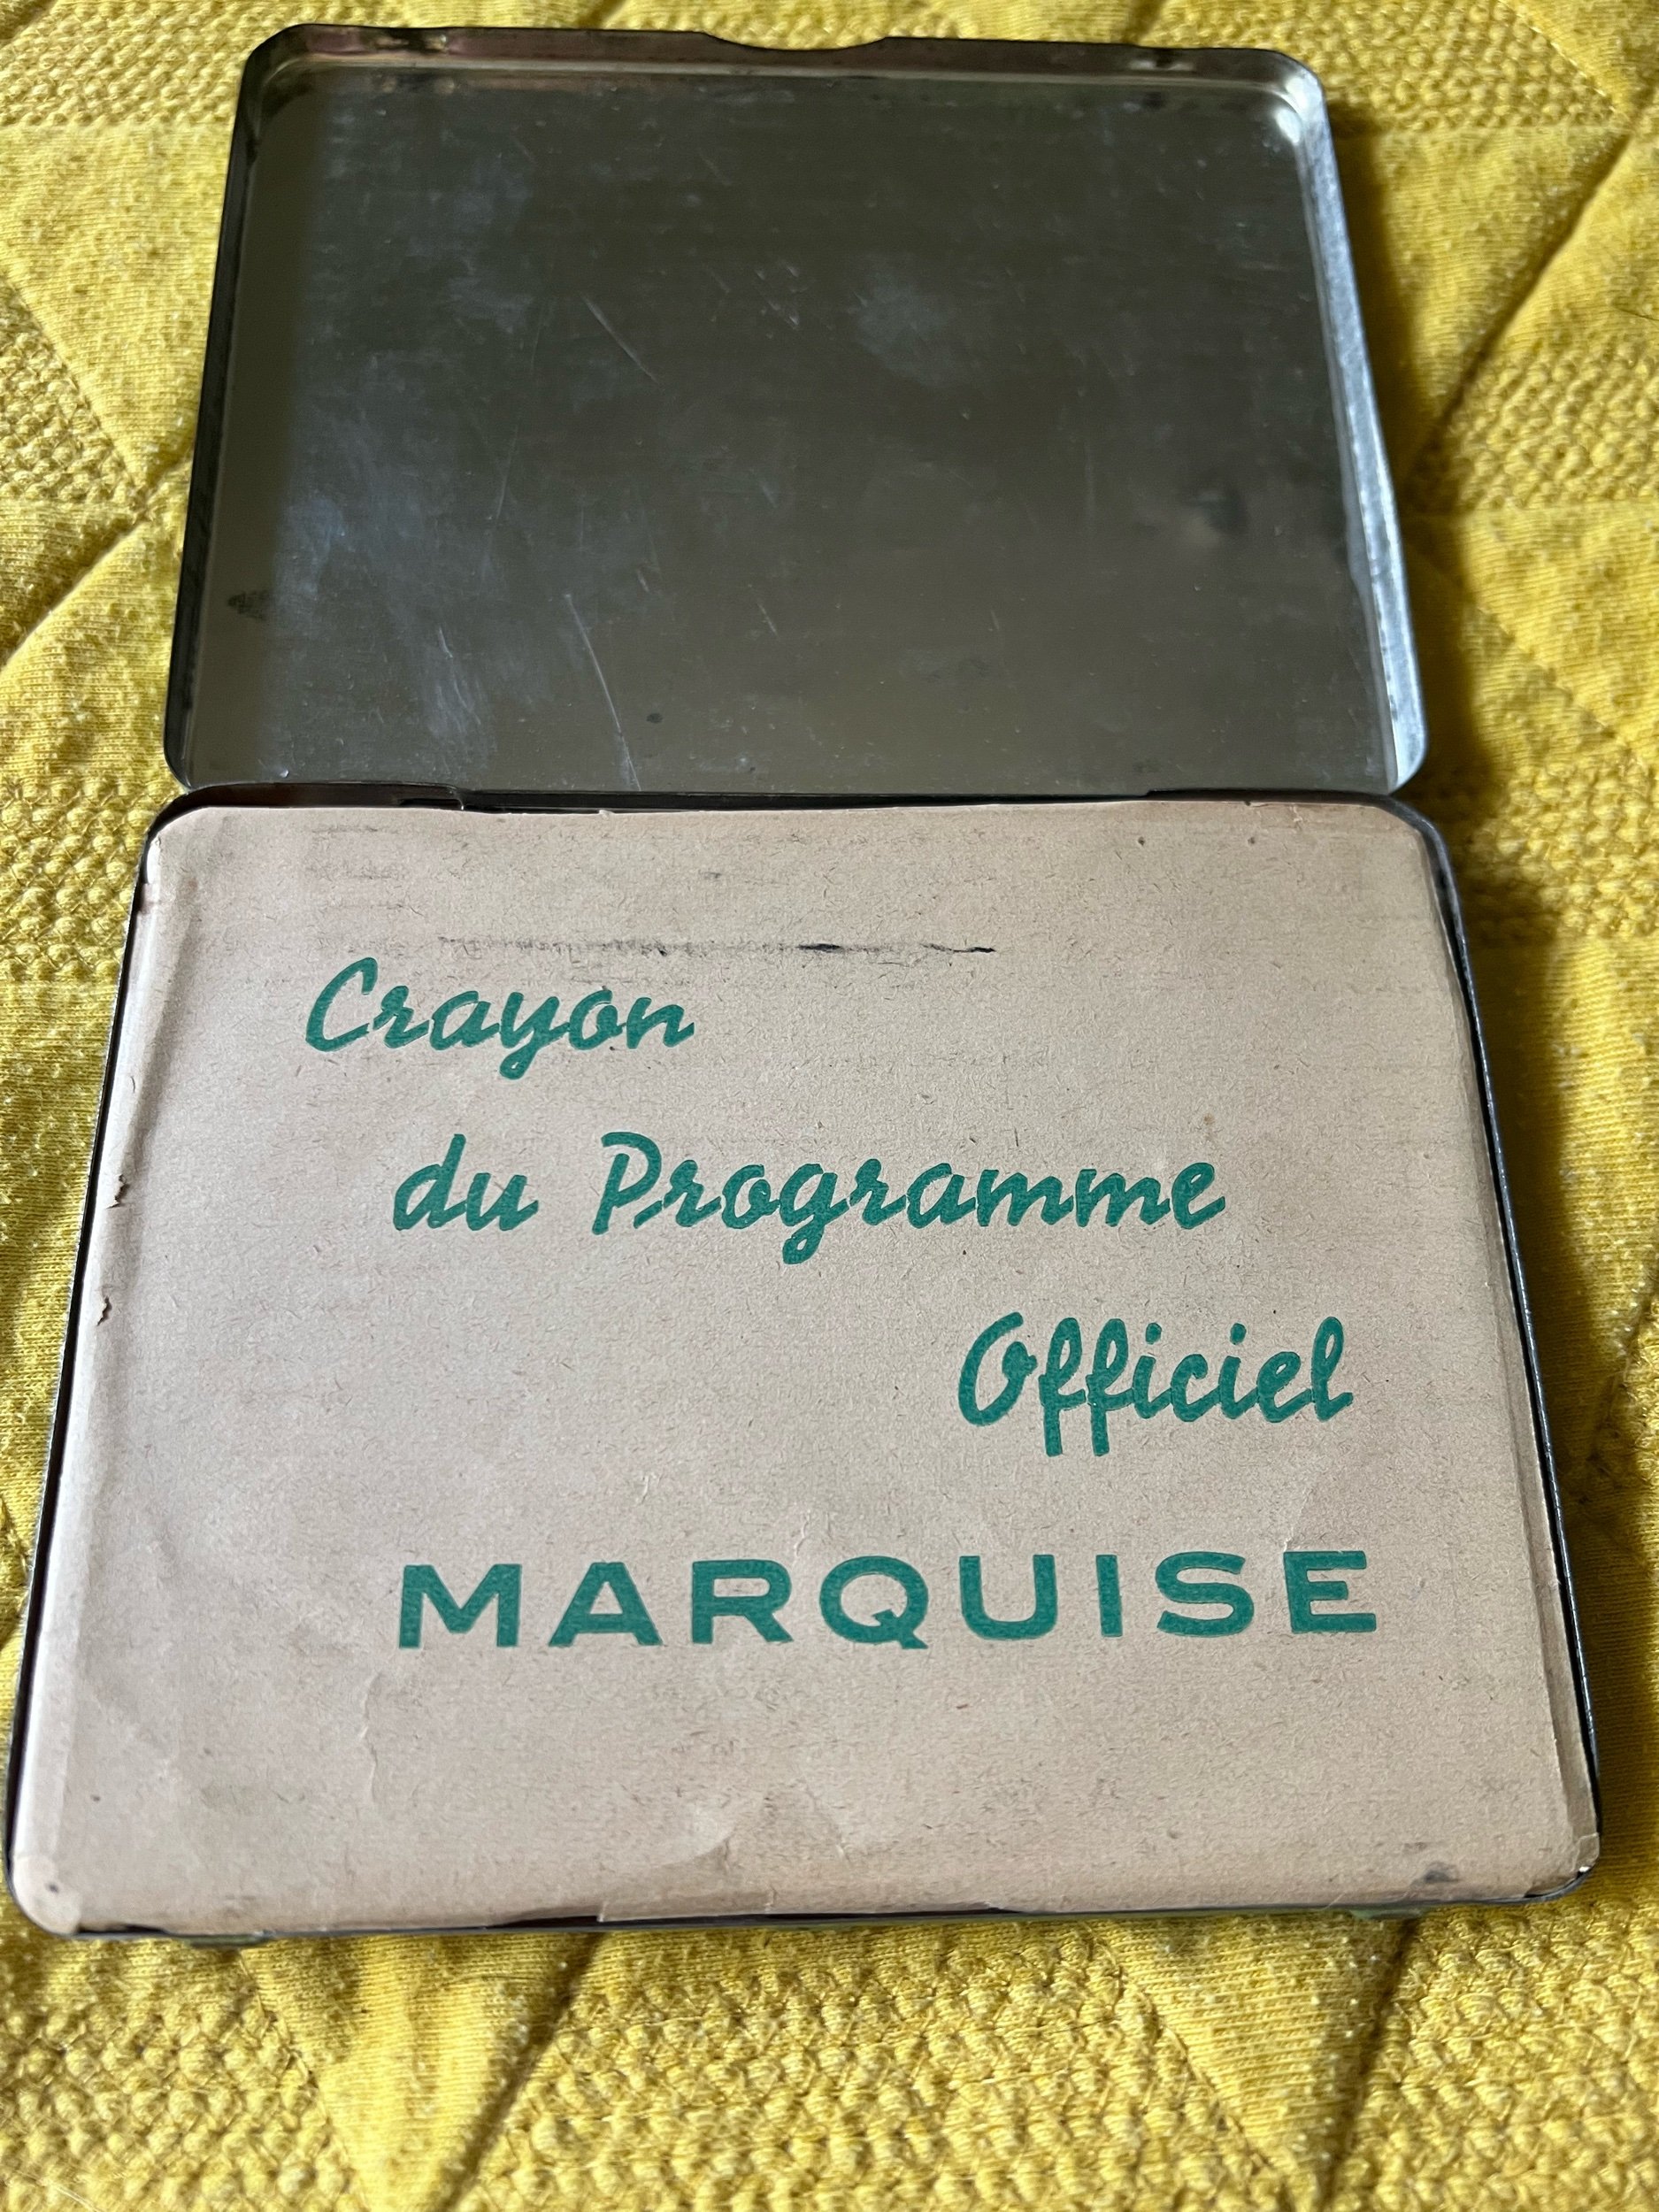 Crayon
du Programme
Officiel
MARQUISE